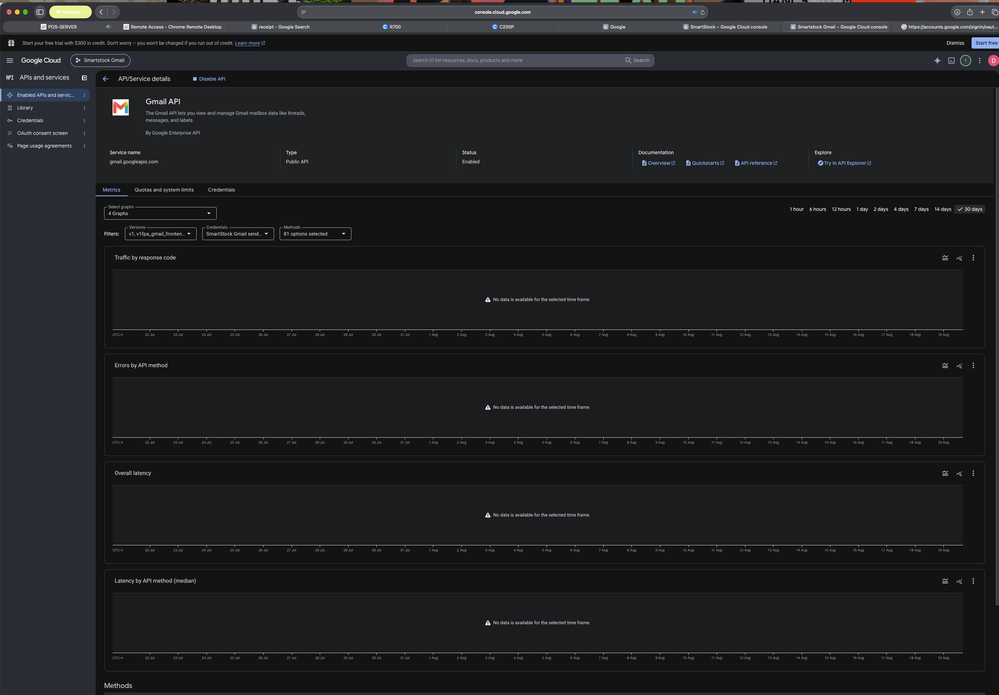 Deckers
console.cloud.google.com
POS-SERVER
Remote Access - Chrome Remote Desktop
receipt - Google Search
R700
C200P
Google
SmartStock – Google Cloud console
Smartstock Gmail – Google Cloud console
https://accounts.google.com/signin/oaut...
Start your free trial with $300 in credit. Don't worry – you won't be charged if you run out of credit. Learn more
Dismiss
Start free
Google Cloud
Smartstock Gmail
Search (/) for resources, docs, products and more
Search
1
D
API APIs and services
Enabled APIs and servic...
Library
Credentials
OAuth consent screen
Page usage agreements
API/Service details
Disable API
Gmail API
The Gmail API lets you view and manage Gmail mailbox data like threads,
messages, and labels.
By Google Enterprise API
Service name
gmail.googleapis.com
Type
Public API
Status
Enabled
Documentation
Overview
Quickstarts
API reference
Explore
Try in API Explorer
Metrics
Quotas and system limits
Credentials
Select graphs
4 Graphs
1 hour 6 hours 12 hours 1 day 2 days 4 days 7 days 14 days 30 days
Filters:
Versions
v1, v1fpa_gmail_fronten...
Credentials
SmartStock Gmail send...
Methods
81 options selected
Traffic by response code
No data is available for the selected time frame.
UTC-4 22 Jul 23 Jul 24 Jul 25 Jul 26 Jul 27 Jul 28 Jul 29 Jul 30 Jul 31 Jul 1 Aug 2 Aug 3 Aug 4 Aug 5 Aug 6 Aug 7 Aug 8 Aug 9 Aug 10 Aug 11 Aug 12 Aug 13 Aug 14 Aug 15 Aug 16 Aug 17 Aug 18 Aug 19 Aug
Errors by API method
No data is available for the selected time frame.
UTC-4 22 Jul 23 Jul 24 Jul 25 Jul 26 Jul 27 Jul 28 Jul 29 Jul 30 Jul 31 Jul 1 Aug 2 Aug 3 Aug 4 Aug 5 Aug 6 Aug 7 Aug 8 Aug 9 Aug 10 Aug 11 Aug 12 Aug 13 Aug 14 Aug 15 Aug 16 Aug 17 Aug 18 Aug 19 Aug
Overall latency
No data is available for the selected time frame.
UTC-4 22 Jul 23 Jul 24 Jul 25 Jul 26 Jul 27 Jul 28 Jul 29 Jul 30 Jul 31 Jul 1 Aug 2 Aug 3 Aug 4 Aug 5 Aug 6 Aug 7 Aug 8 Aug 9 Aug 10 Aug 11 Aug 12 Aug 13 Aug 14 Aug 15 Aug 16 Aug 17 Aug 18 Aug 19 Aug
Latency by API method (median)
No data is available for the selected time frame.
UTC-4 22 Jul 23 Jul 24 Jul 25 Jul 26 Jul 27 Jul 28 Jul 29 Jul 30 Jul 31 Jul 1 Aug 2 Aug 3 Aug 4 Aug 5 Aug 6 Aug 7 Aug 8 Aug 9 Aug 10 Aug 11 Aug 12 Aug 13 Aug 14 Aug 15 Aug 16 Aug 17 Aug 18 Aug 19 Aug
Methods